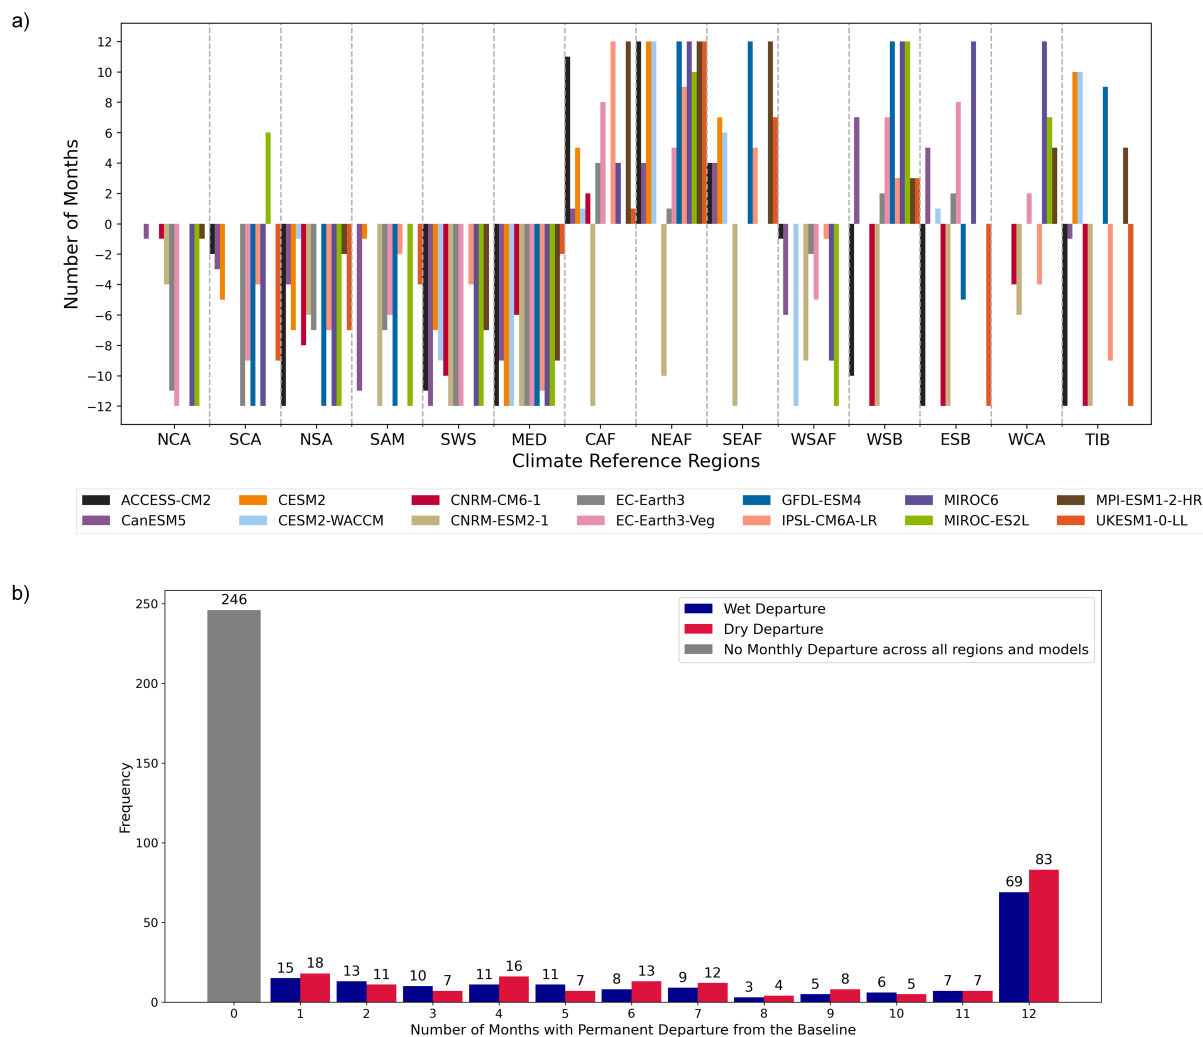 a)
12
10
8
6
4
2
0
−2
−4
−6
−8
−10
−12
Number of Months
NCA SCA NSA SAM SWS MED CAF NEAF SEAF WSAF WSB ESB WCA TIB
Climate Reference Regions
ACCESS-CM2 CESM2 CNRM-CM6-1 EC-Earth3 GFDL-ESM4 MIROC6 MPI-ESM1-2-HR
CanESM5 CESM2-WACCM CNRM-ESM2-1 EC-Earth3-Veg IPSL-CM6A-LR MIROC-ES2L UKESM1-0-LL
b)
250
200
150
100
50
0
Frequency
Wet Departure
Dry Departure
No Monthly Departure across all regions and models
246
15 18 13 11 10 7 11 16 11 7 8 13 9 12 3 4 5 8 6 5 7 7 69 83
0 1 2 3 4 5 6 7 8 9 10 11 12
Number of Months with Permanent Departure from the Baseline